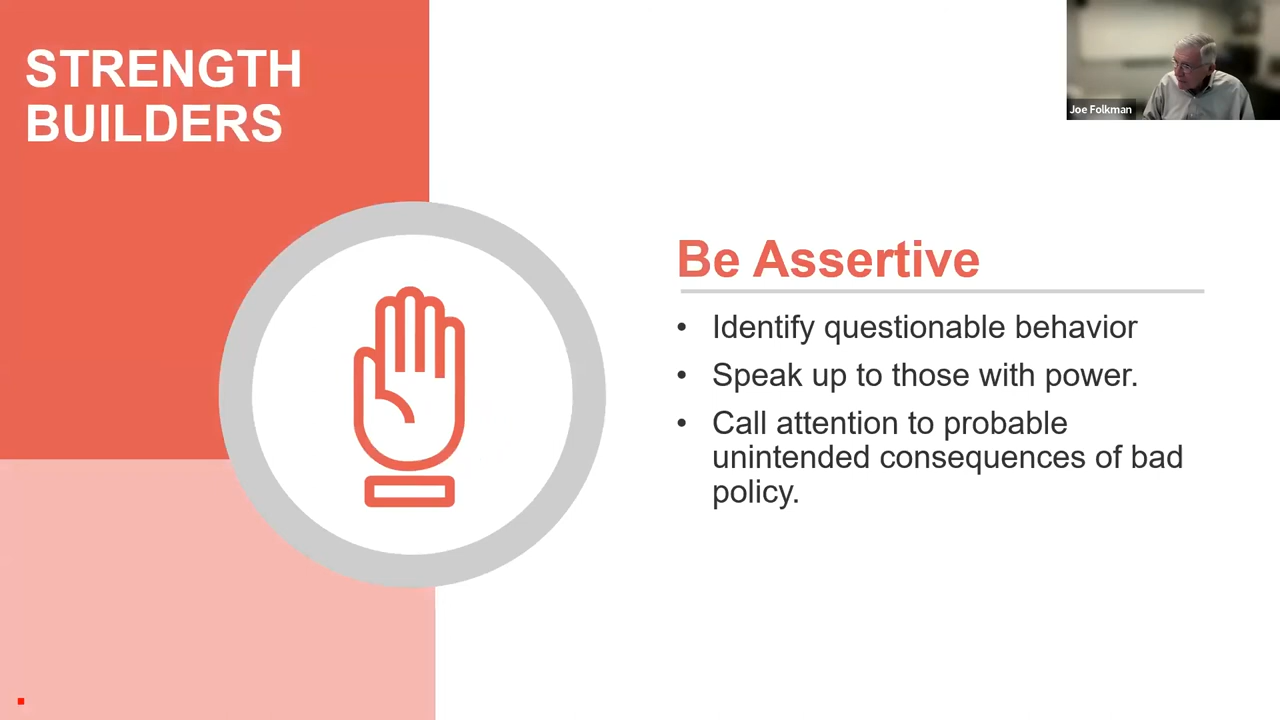 STRENGTH
BUILDERS
Joe Folkman
Be Assertive
• Identify questionable behavior
• Speak up to those with power.
• Call attention to probable
unintended consequences of bad
policy.